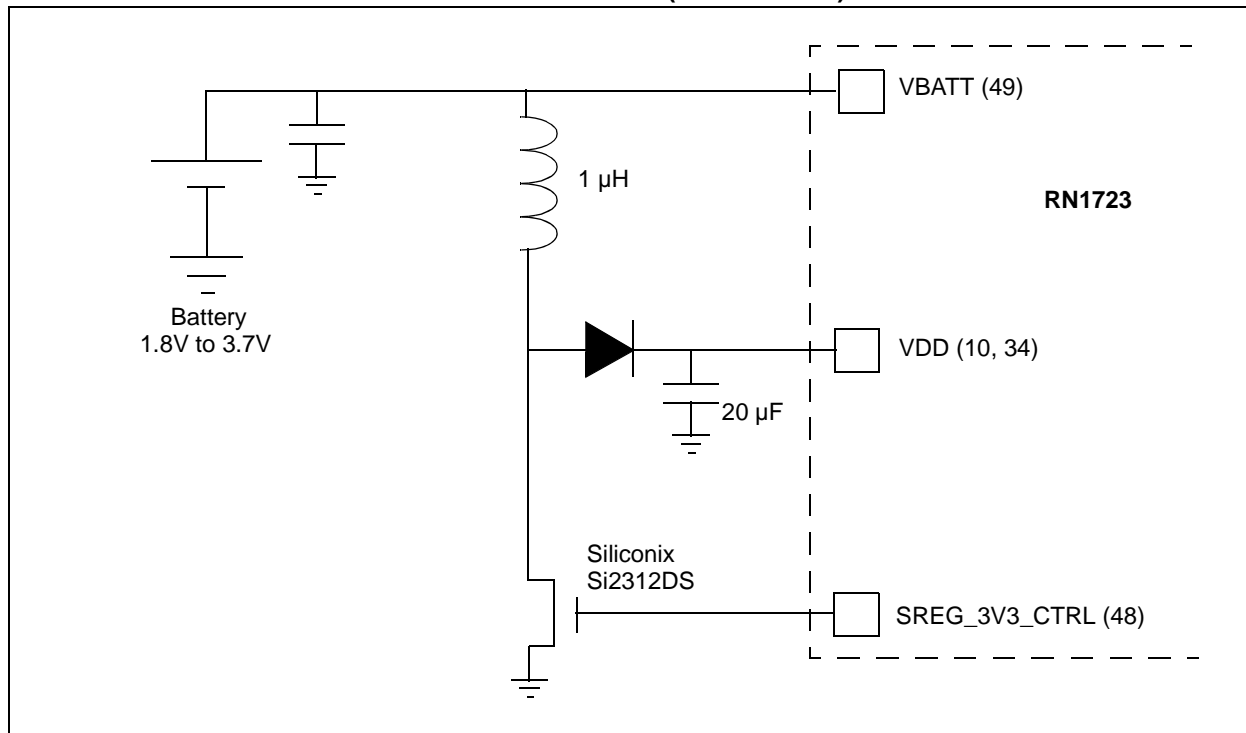 VBATT (49)
1 µH
RN1723
Battery
1.8V to 3.7V
VDD (10, 34)
20 µF
Siliconix
Si2312DS
SREG_3V3_CTRL (48)